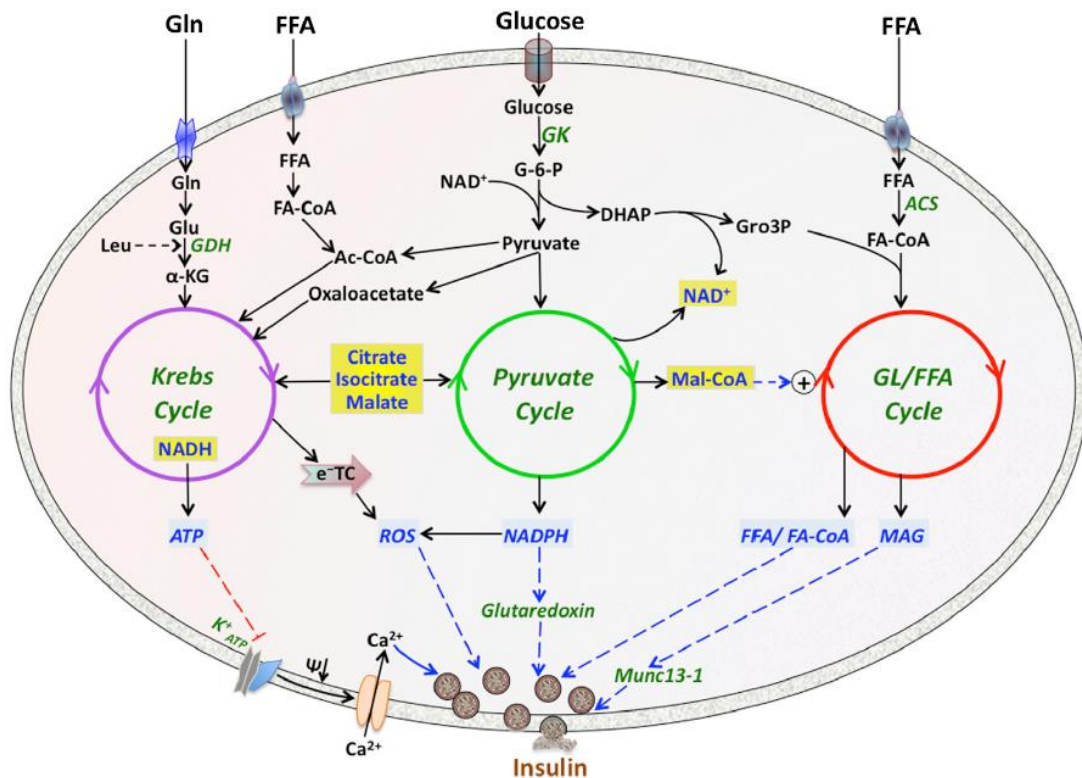 Gln
FFA
Glucose
FFA
Glucose
GK
FFA
Gln
NAD⁺
G-6-P
FFA
ACS
FA-CoA
DHAP
Gro3P
Glu
Leu
GDH
Ac-CoA
Pyruvate
FA-CoA
α-KG
Oxaloacetate
NAD⁺
Krebs
Cycle
NADH
Citrate
Isocitrate
Malate
Pyruvate
Cycle
Mal-CoA
+
GL/FFA
Cycle
e⁻TC
ATP
ROS
NADPH
FFA/ FA-CoA
MAG
Glutaredoxin
K⁺ATP
Ca²⁺
Ψ
Munc13-1
Ca²⁺
Insulin